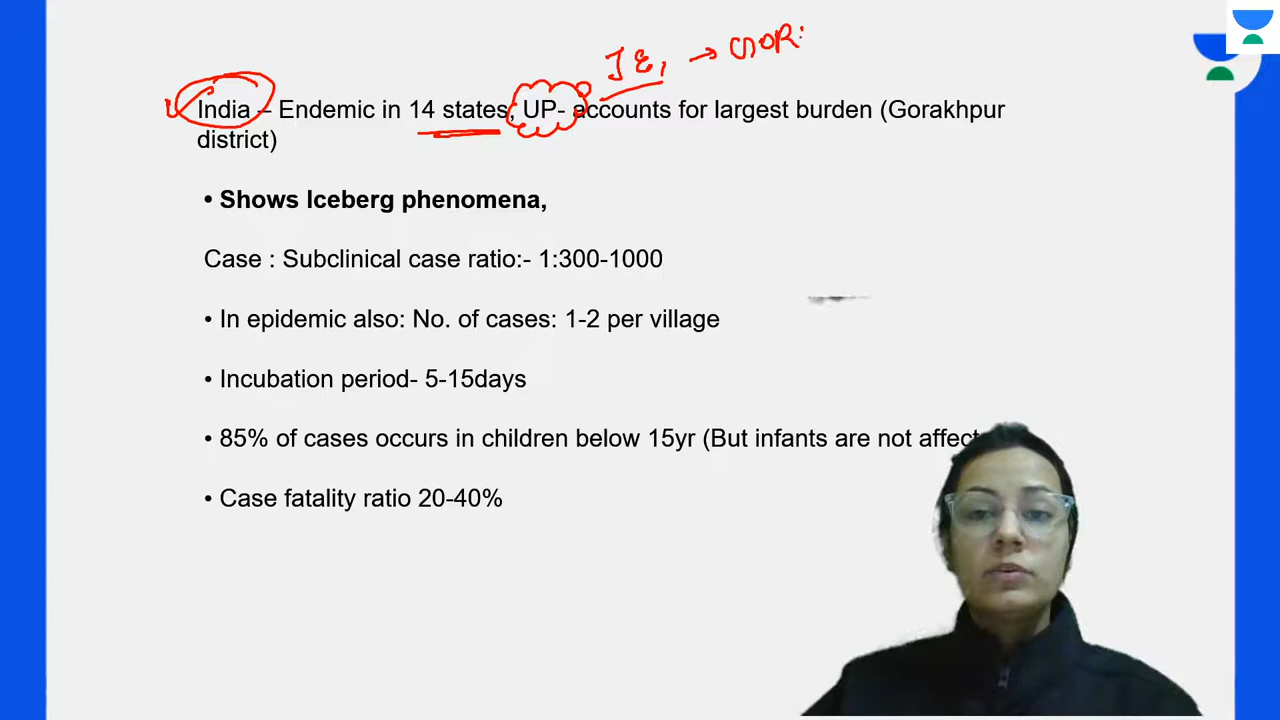 JE, → GOR:
India – Endemic in 14 states, UP- accounts for largest burden (Gorakhpur
district)
• Shows Iceberg phenomena,
Case : Subclinical case ratio:- 1:300-1000
• In epidemic also: No. of cases: 1-2 per village
• Incubation period- 5-15days
• 85% of cases occurs in children below 15yr (But infants are not
• Case fatality ratio 20-40%